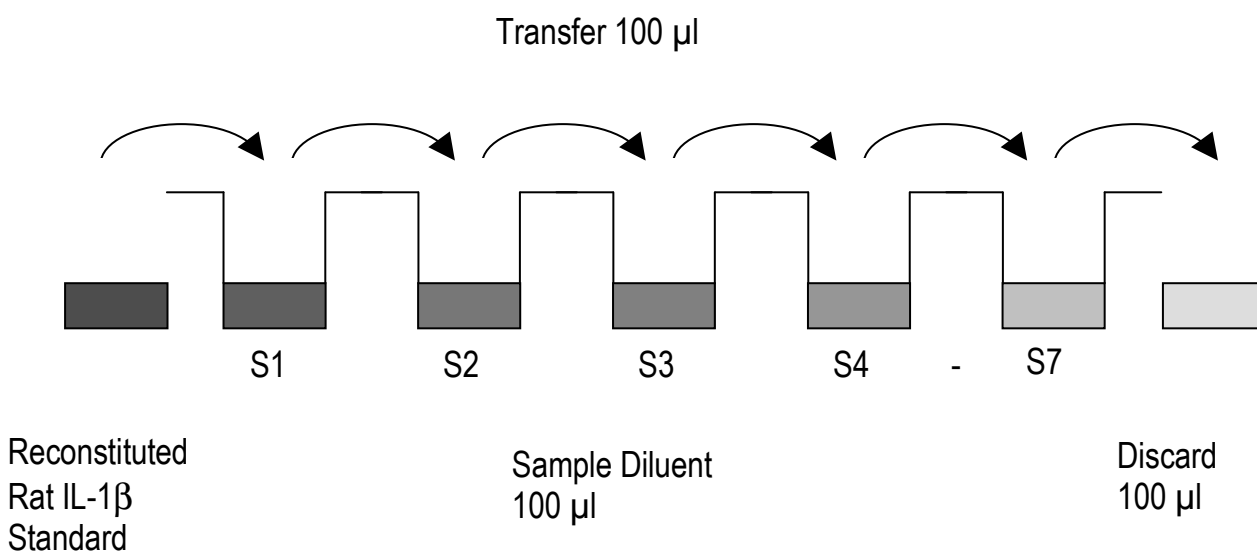 Transfer 100 µl
S1 S2 S3 S4 - S7
Reconstituted
Rat IL-1β
Standard
Sample Diluent
100 µl
Discard
100 µl